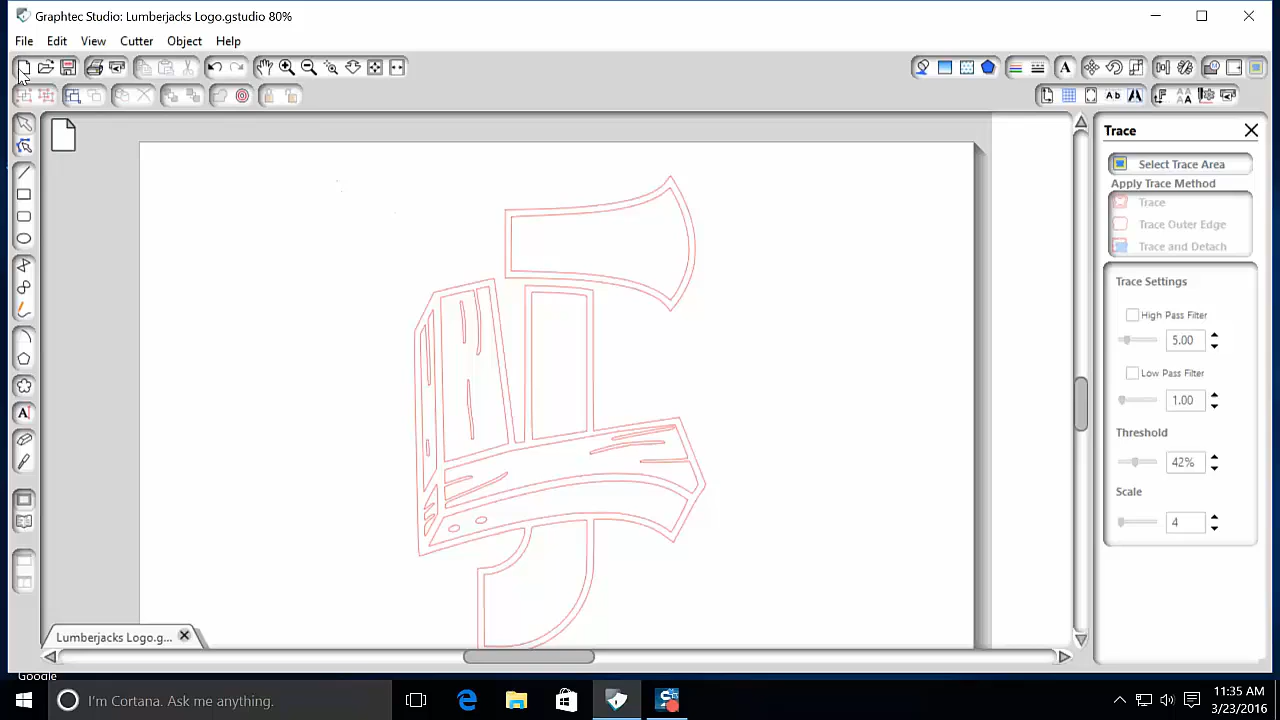 Graphtec Studio: Lumberjacks Logo.gstudio 80%
File Edit View Cutter Object Help
A
Ab
AA
Trace
Select Trace Area
Apply Trace Method
Trace
Trace Outer Edge
Trace and Detach
Trace Settings
High Pass Filter
5.00
Low Pass Filter
1.00
Threshold
42%
Scale
4
A
Lumberjacks Logo.g...
Google
I'm Cortana. Ask me anything.
11:35 AM
3/23/2016